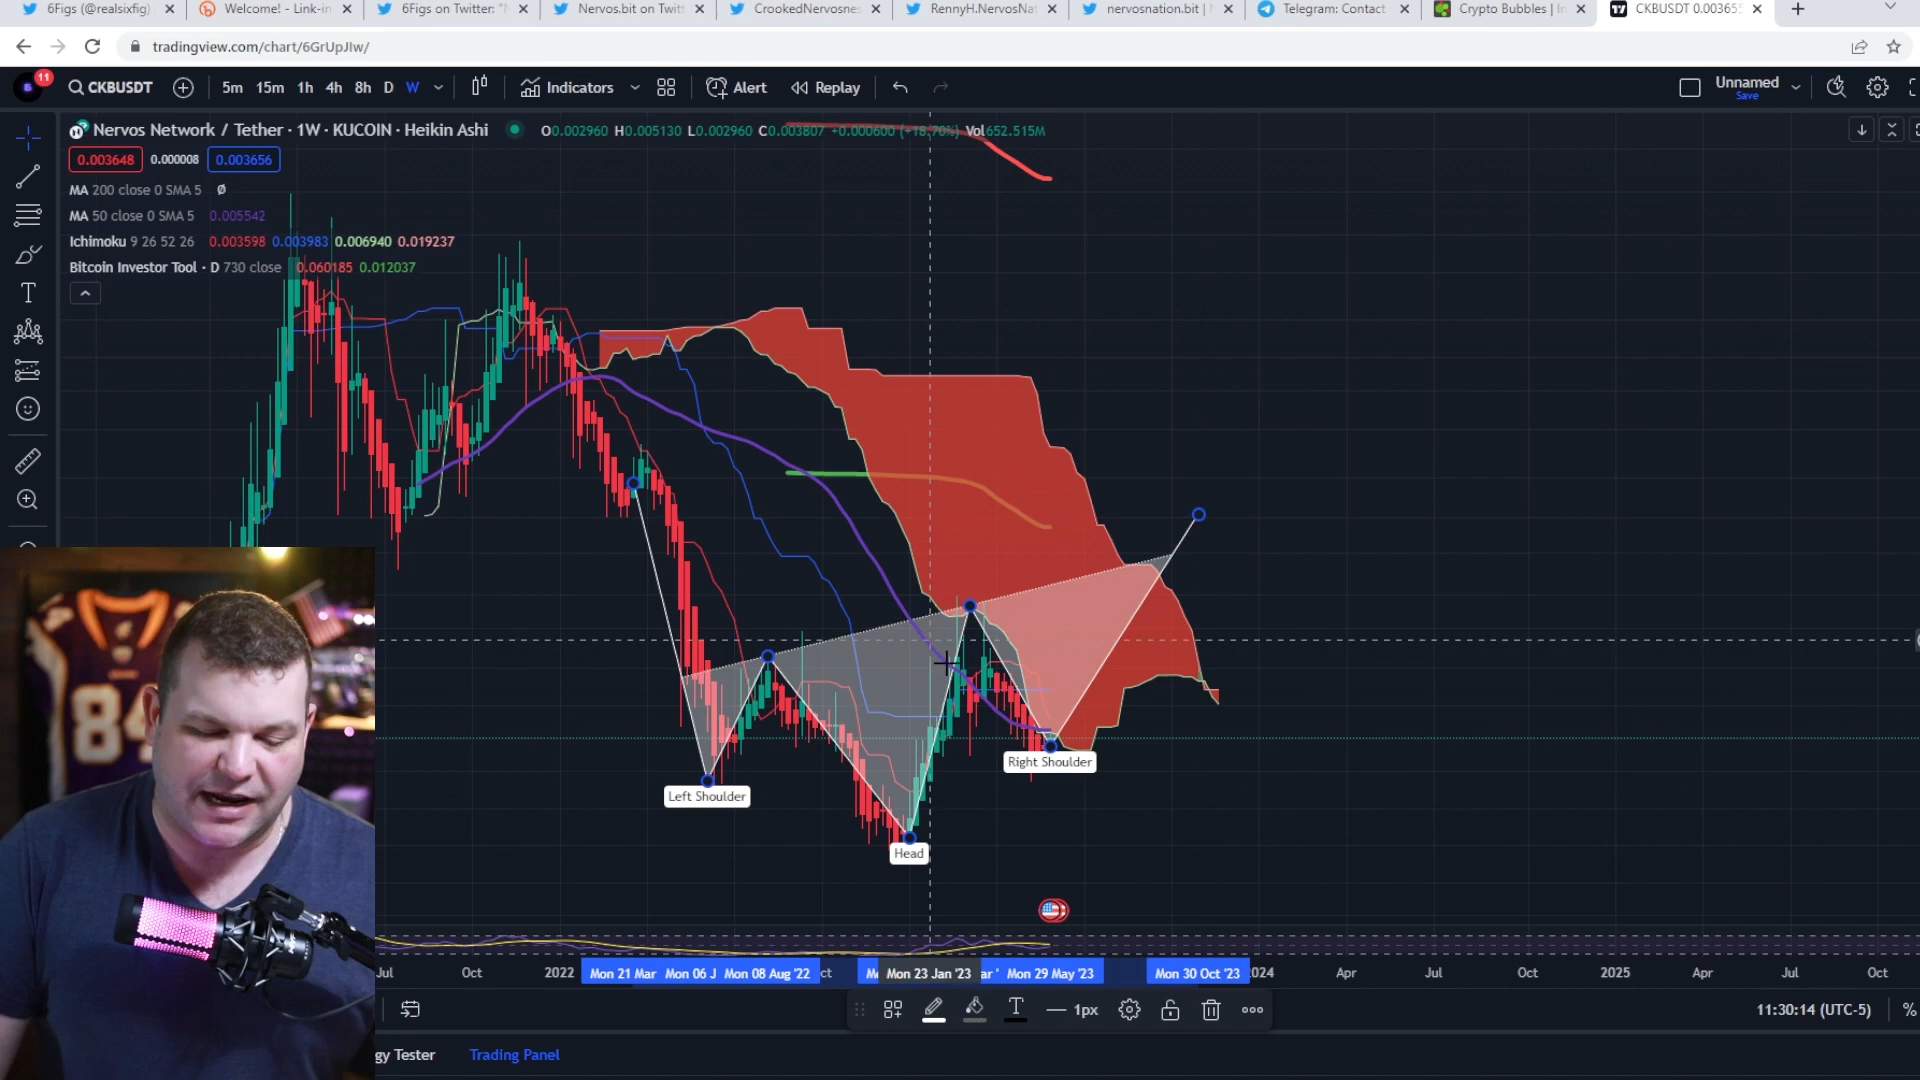 6Figs (@realsixfig) Welcome! - Link-in 6Figs on Twitter: "N Nervos.bit on Twitt CrookedNervosnes RennyH.NervosNat nervosnation.bit | N Telegram: Contact Crypto Bubbles | In CKBUSDT 0.003655
tradingview.com/chart/6GrUpJIw/
11 CKBUSDT 5m 15m 1h 4h 8h D W Indicators Alert Replay Unnamed
Save
Nervos Network / Tether · 1W · KUCOIN · Heikin Ashi O0.002960 H0.005130 L0.002960 C0.003807 +0.000600 (+18.70%) Vol652.515M
0.003648 0.000008 0.003656
MA 200 close 0 SMA 5 Ø
MA 50 close 0 SMA 5 0.005542
Ichimoku 9 26 52 26 0.003598 0.003983 0.006940 0.019237
Bitcoin Investor Tool · D 730 close 0.060185 0.012037
Right Shoulder
Left Shoulder
Head
84
Jul Oct 2022 Mon 21 Mar Mon 06 J Mon 08 Aug '22 ct Mon 23 Jan '23 ar ' Mon 29 May '23 Mon 30 Oct '23 2024 Apr Jul Oct 2025 Apr Jul Oct
T 1px 11:30:14 (UTC-5) %
gy Tester Trading Panel